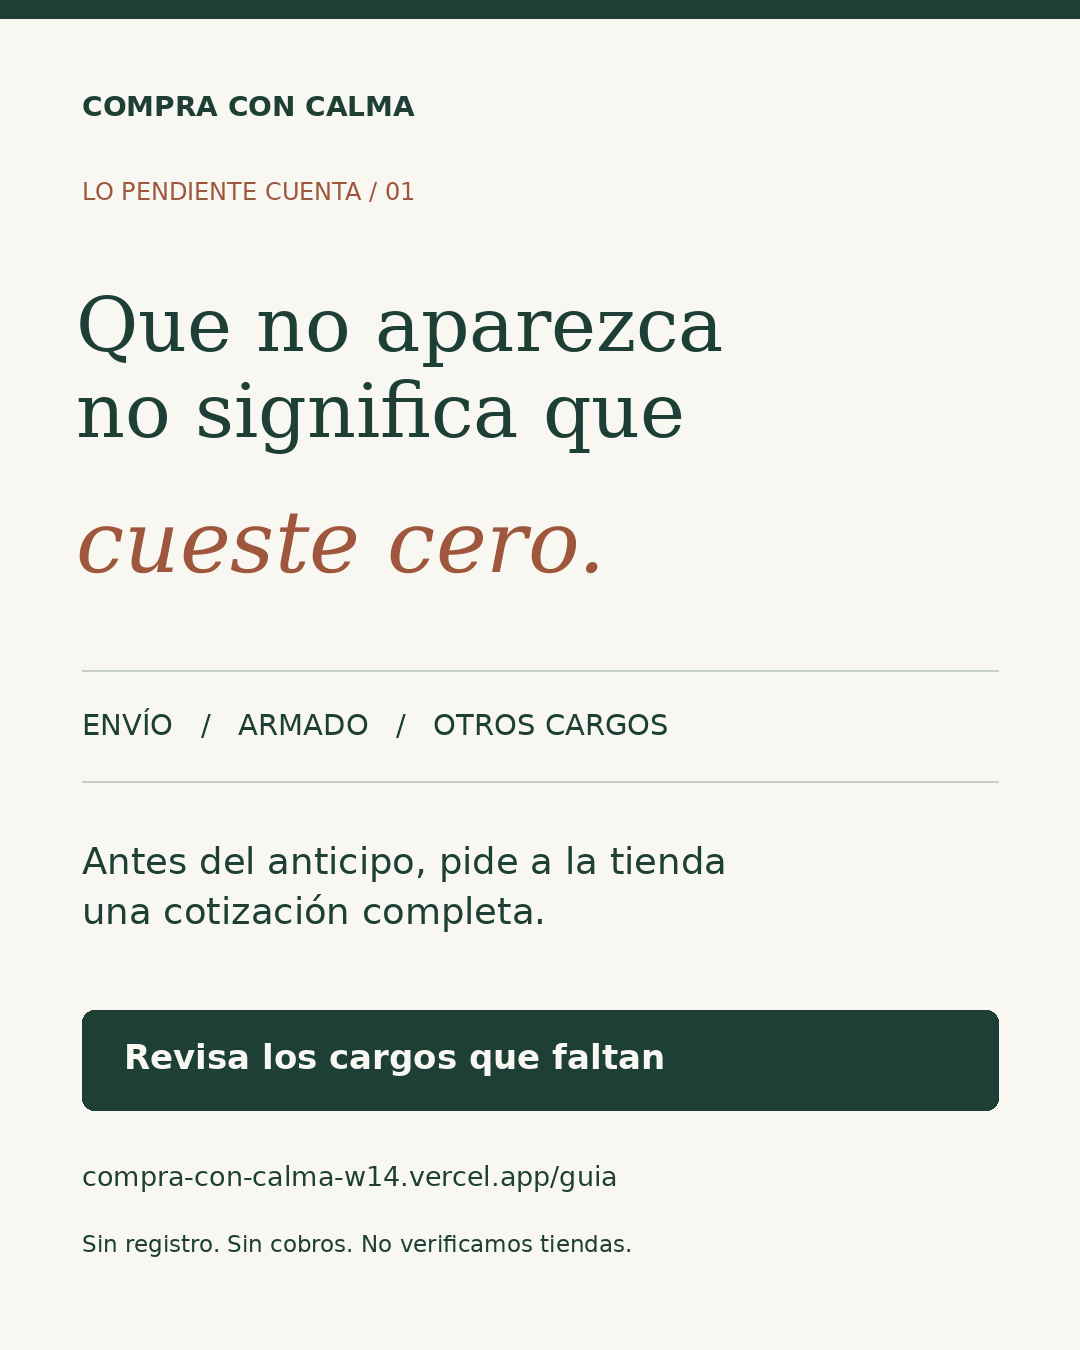 COMPRA CON CALMA
LO PENDIENTE CUENTA / 01
Que no aparezca
no significa que
cueste cero.
ENVÍO / ARMADO / OTROS CARGOS
Antes del anticipo, pide a la tienda
una cotización completa.
Revisa los cargos que faltan
compra-con-calma-w14.vercel.app/guia
Sin registro. Sin cobros. No verificamos tiendas.